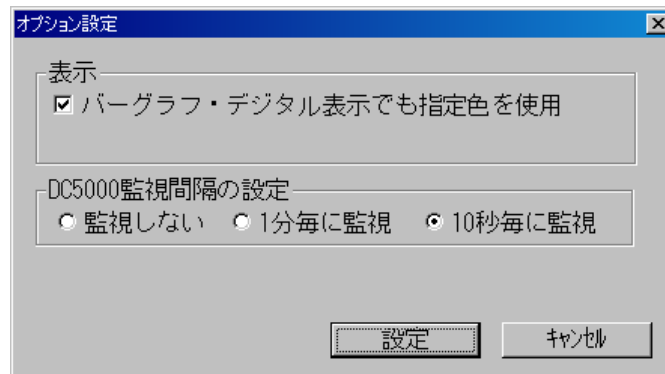 オプション設定
表示
バーグラフ・デジタル表示でも指定色を使用
DC5000監視間隔の設定
監視しない 1分毎に監視 10秒毎に監視
設定 ｷｬﾝｾﾙ